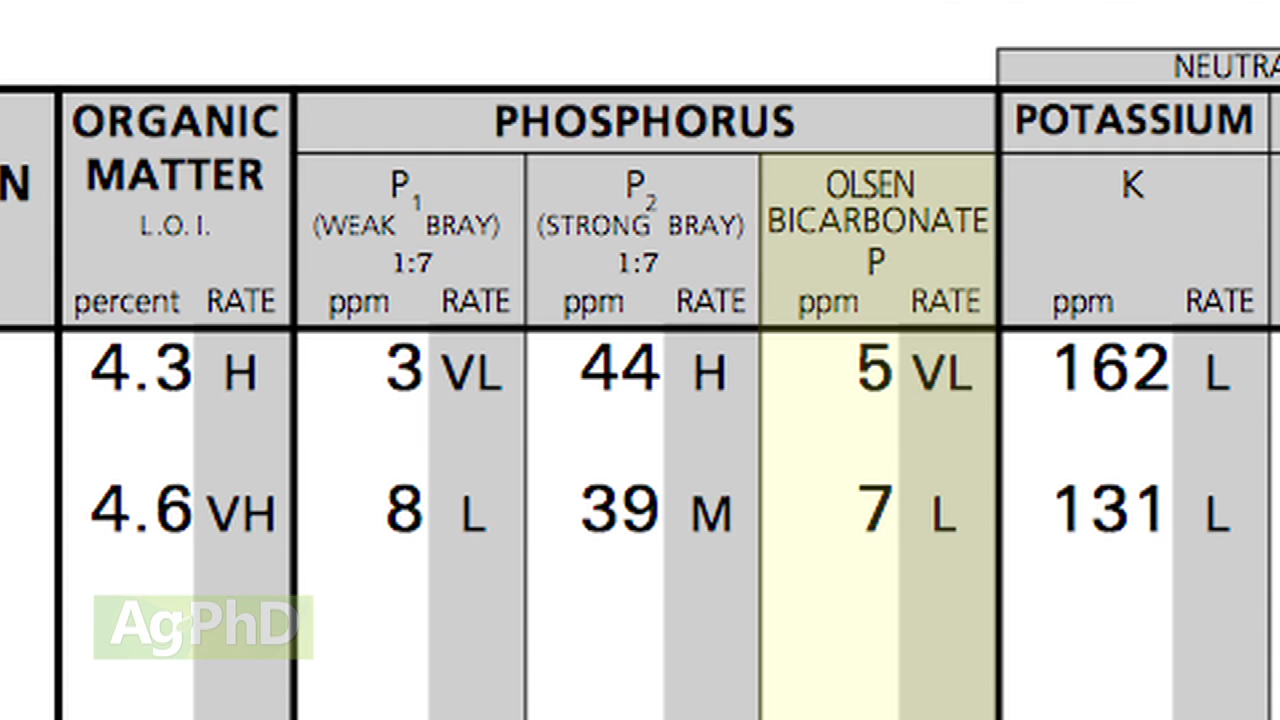 NEUTRA
N
ORGANIC
MATTER
L.O.I.
percent RATE
PHOSPHORUS
P1
(WEAK BRAY)
1:7
ppm RATE
P2
(STRONG BRAY)
1:7
ppm RATE
OLSEN
BICARBONATE
P
ppm RATE
POTASSIUM
K
ppm RATE
4.3 H 3 VL 44 H 5 VL 162 L
4.6 VH 8 L 39 M 7 L 131 L
AgPhD